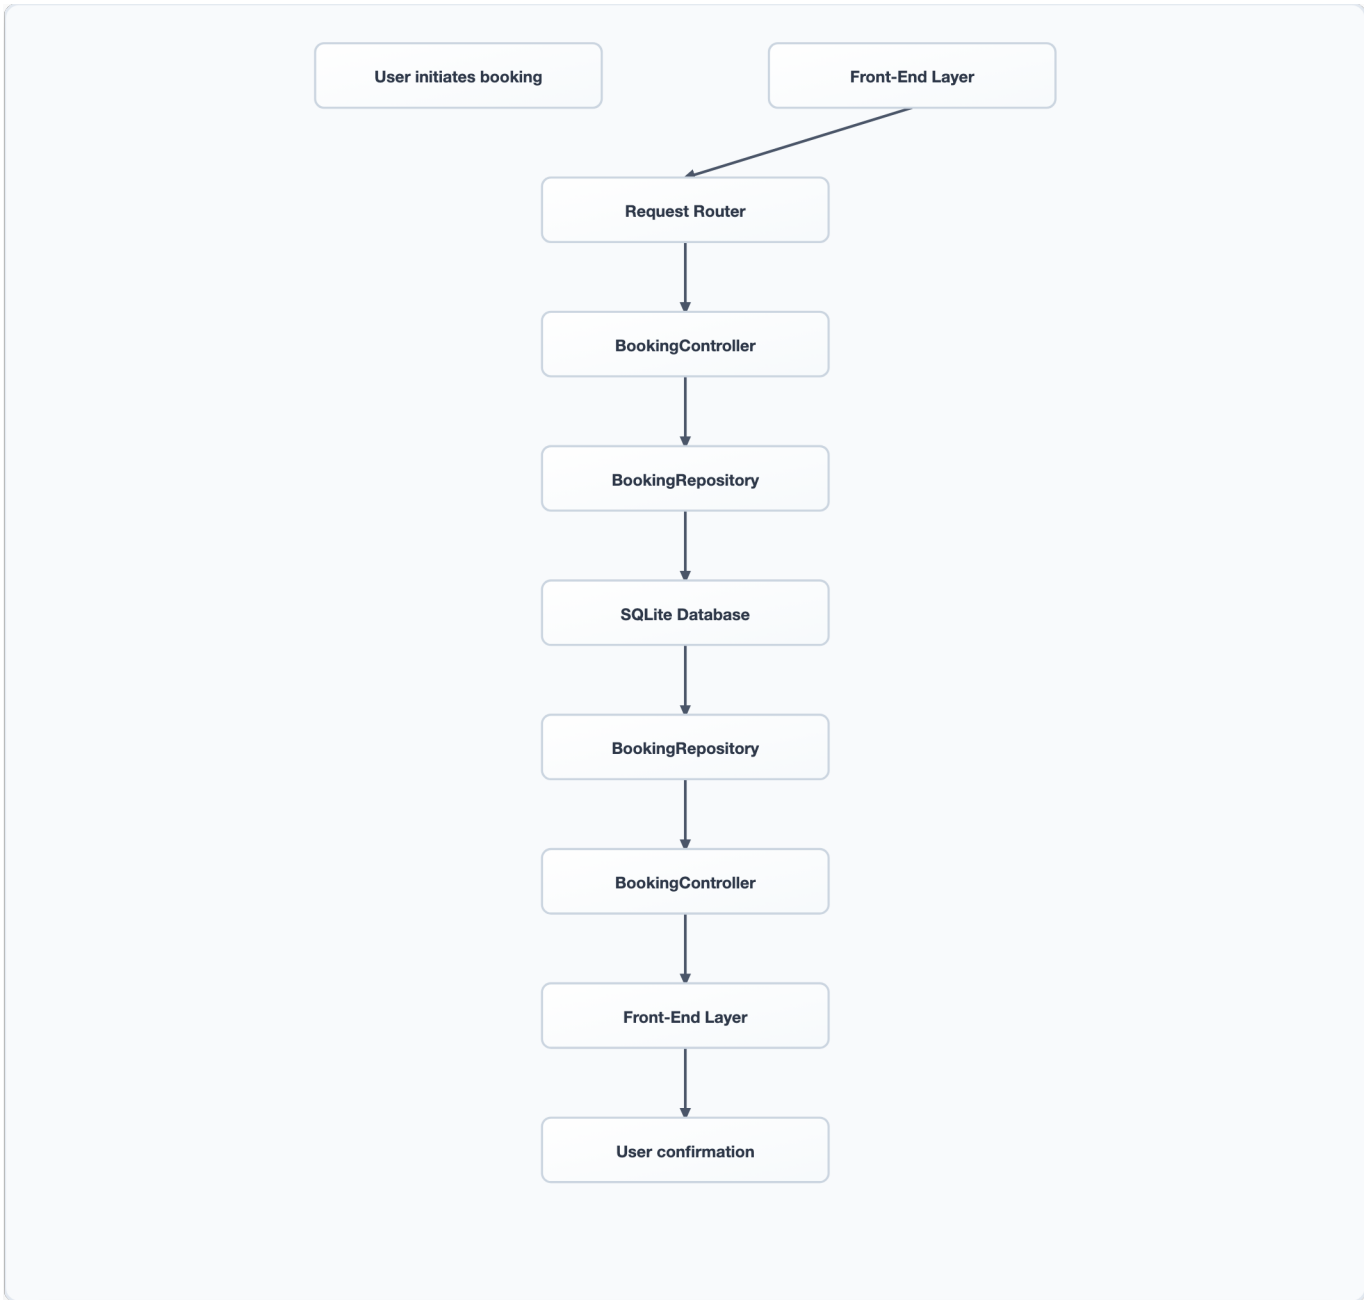 User initiates booking
Front-End Layer
Request Router
BookingController
BookingRepository
SQLite Database
BookingRepository
BookingController
Front-End Layer
User confirmation